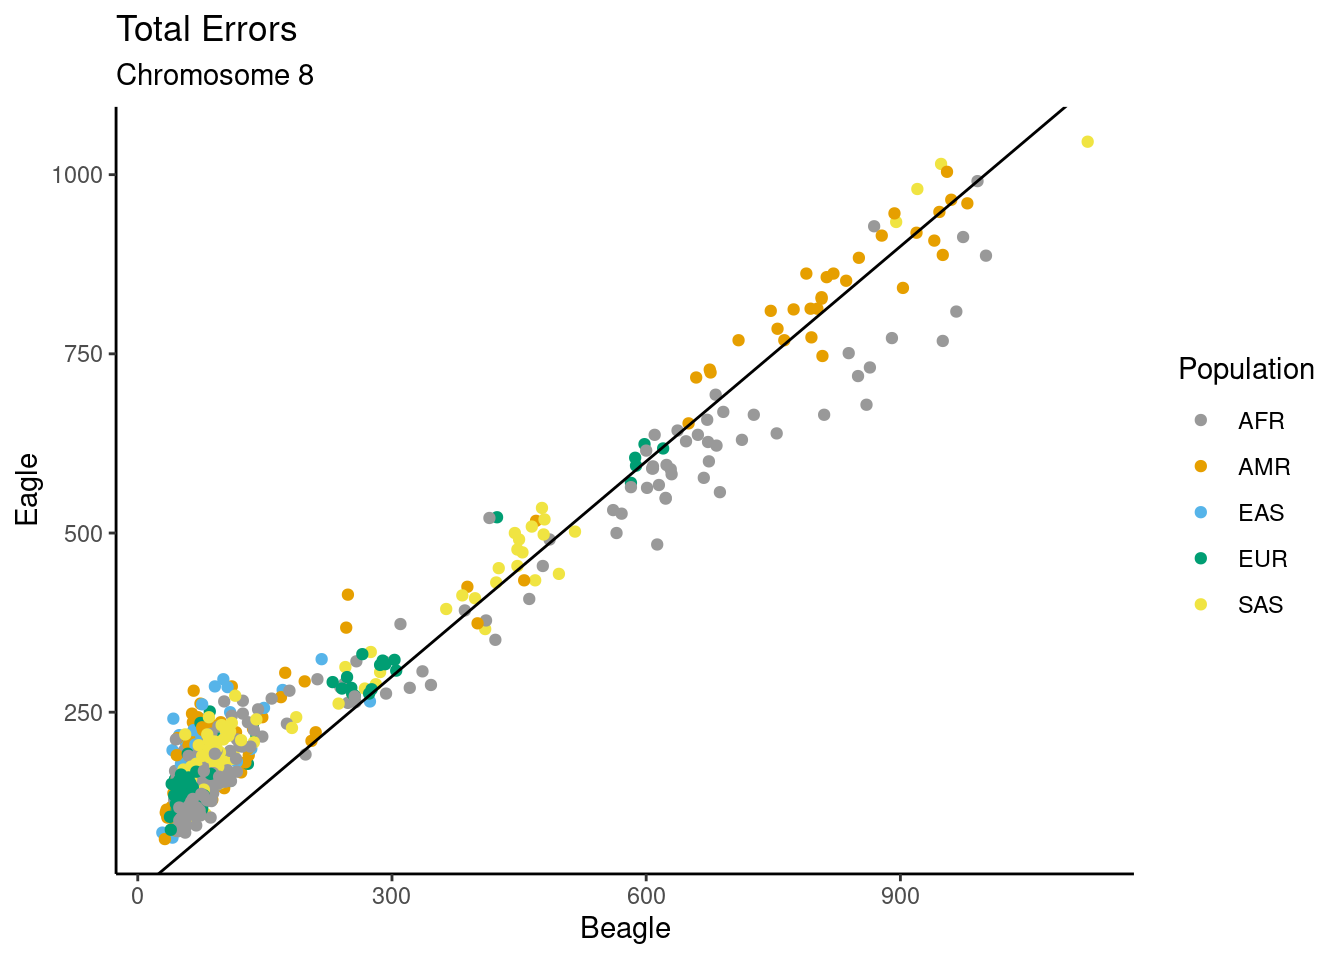 Total Errors
Chromosome 8
1000
750
500
250
Eagle
0 300 600 900
Beagle
Population
AFR
AMR
EAS
EUR
SAS